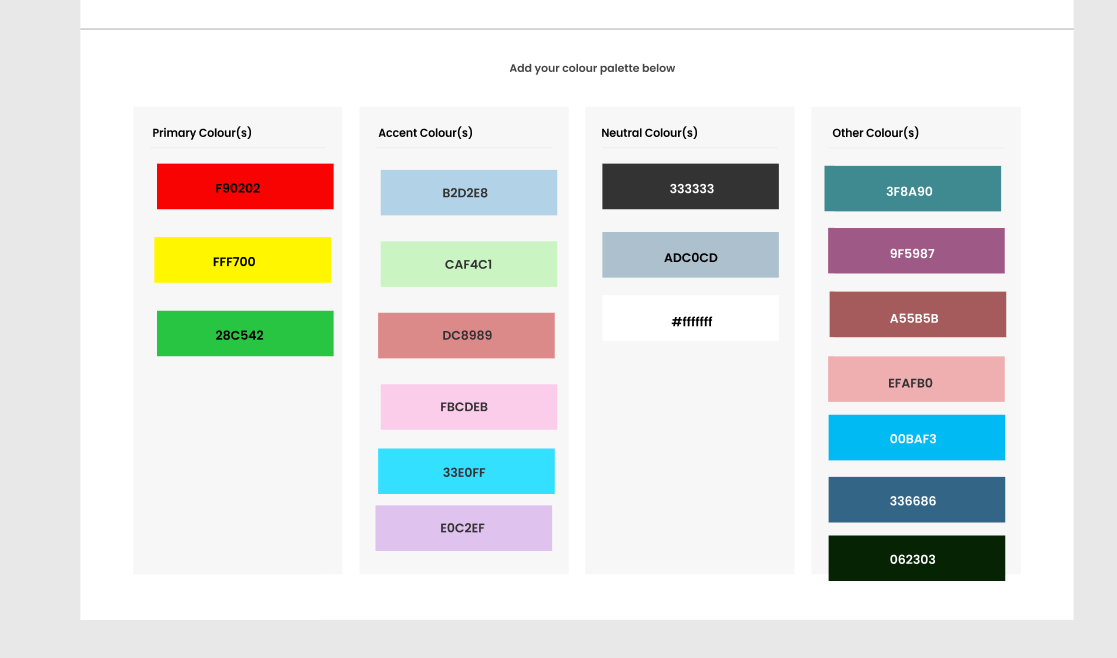 Add your colour palette below
Primary Colour(s)
F90202
FFF700
28C542
Accent Colour(s)
B2D2E8
CAF4C1
DC8989
FBCDEB
33E0FF
E0C2EF
Neutral Colour(s)
333333
ADC0CD
#fffffff
Other Colour(s)
3F8A90
9F5987
A55B5B
EFAFB0
00BAF3
336686
062303